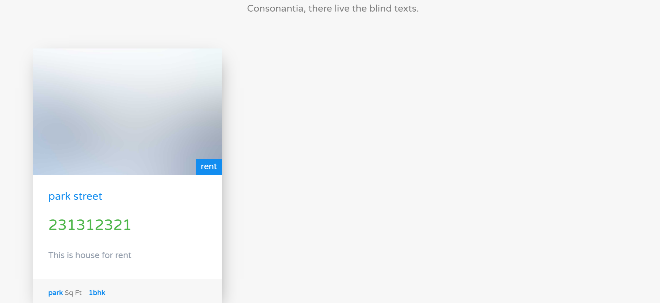 Consonantia, there live the blind texts.
rent
park street
231312321
This is house for rent
park Sq Ft 1bhk